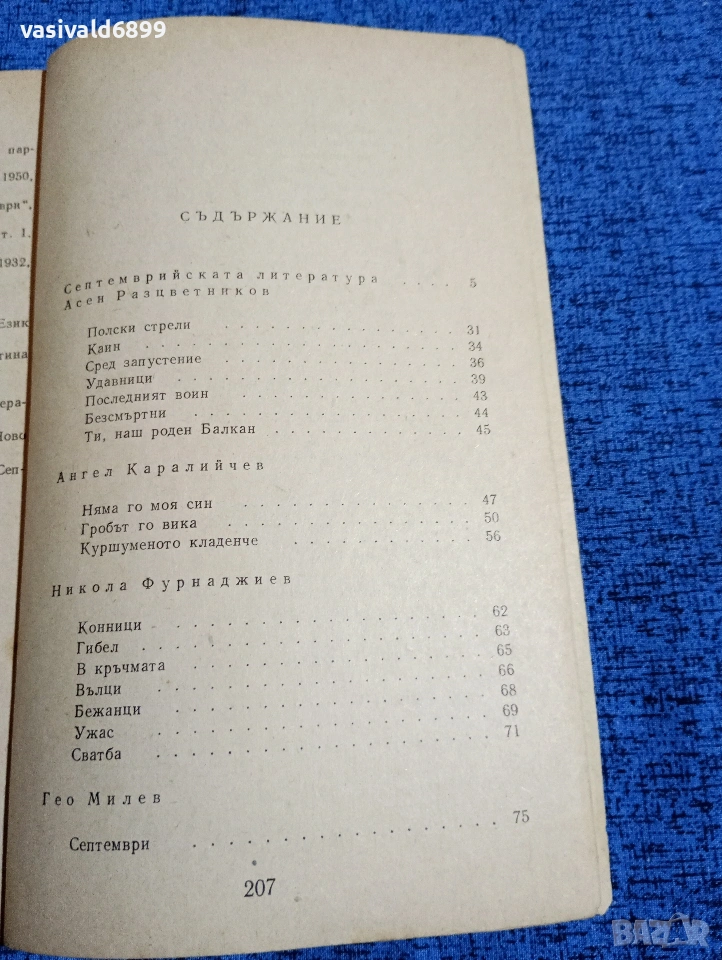 vasivald6899
пар-
1950,
ври",
т. 1.
1932,
Език
тина
ера-
Ново
Сеп-
СЪДЪРЖАНИЕ
Септемврийската литература . . . . 5
Асен Разцветников
Полски стрели . . . . . . . . . . 31
Каин . . . . . . . . . . 34
Сред запустение . . . . . . . . . . 36
Удавници . . . . . . . . . . 39
Последният воин . . . . . . . . . . 43
Безсмъртни . . . . . . . . . . 44
Ти, наш роден Балкан . . . . . . . . . . 45
Ангел Каралийчев
Няма го моя син . . . . . . . . . . 47
Гробът го вика . . . . . . . . . . 50
Куршуменото кладенче . . . . . . . . . . 56
Никола Фурнаджиев
Конници . . . . . . . . . . 62
Гибел . . . . . . . . . . 63
В кръчмата . . . . . . . . . . 65
Вълци . . . . . . . . . . 66
Бежанци . . . . . . . . . . 68
Ужас . . . . . . . . . . 69
Сватба . . . . . . . . . . 71
Гео Милев
Септември . . . . . . . . . . 75
207
BAZAR